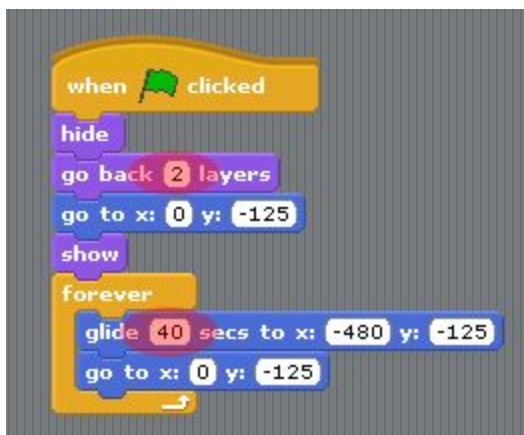 when clicked
hide
go back 2 layers
go to x: 0 y: -125
show
forever
glide 40 secs to x: -480 y: -125
go to x: 0 y: -125